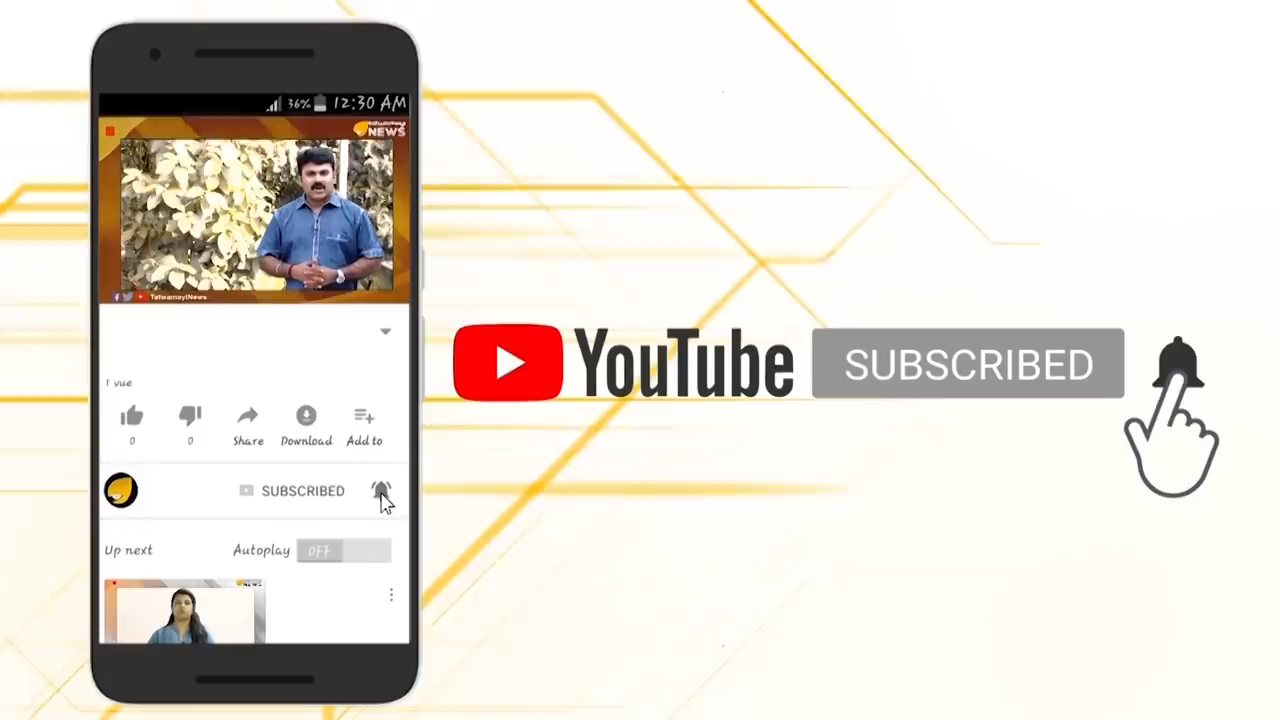 36%
12:30 AM
NEWS
TatwamayiNews
1 vue
0
0
Share
Download
Add to
SUBSCRIBED
Up next
Autoplay
OFF
YouTube
SUBSCRIBED